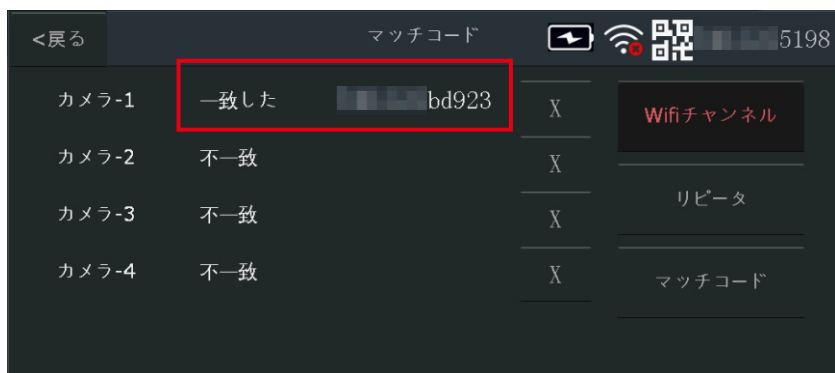 <戻る マッチコード 5198
カメラ-1 一致した bd923 X Wifiチャンネル
カメラ-2 不一致 X
リピータ
カメラ-3 不一致 X
カメラ-4 不一致 X マッチコード